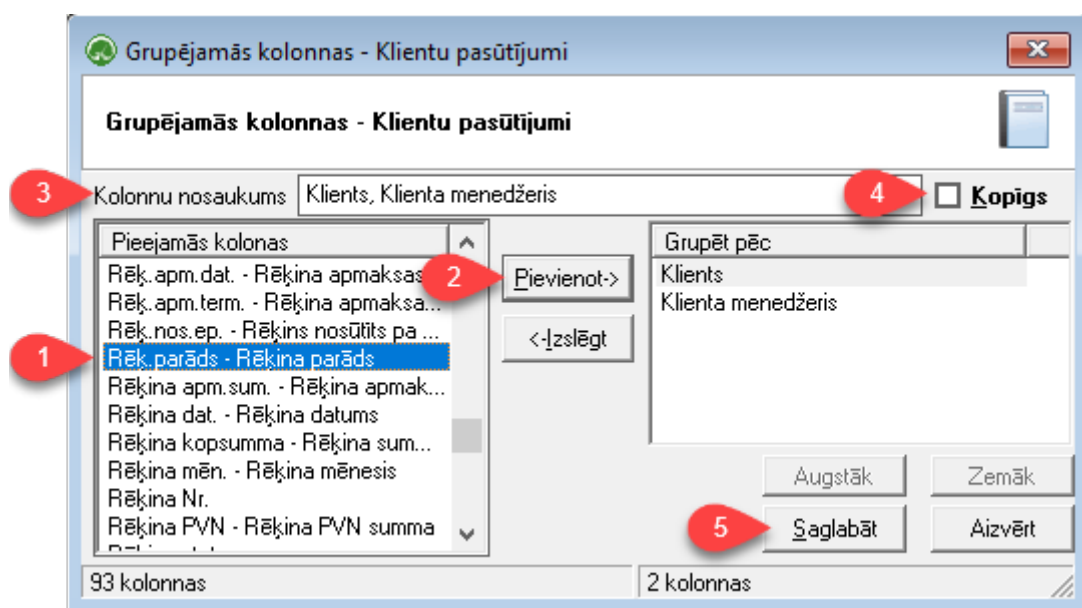 Grupējamās kolonnas - Klientu pasūtījumi
Grupējamās kolonnas - Klientu pasūtījumi
3 Kolonnu nosaukums Klients, Klienta menedžeris 4 Kopīgs
Pieejamās kolonas
Rēķ.apm.dat. - Rēķina apmaksas
Rēķ.apm.term. - Rēķina apmaksa...
Rēķ.nos.ep. - Rēķins nosūtīts pa ...
1 Rēķ.parāds - Rēķina parāds
Rēķina apm.sum. - Rēķina apmak...
Rēķina dat. - Rēķina datums
Rēķina kopsumma - Rēķina sum...
Rēķina mēn. - Rēķina mēnesis
Rēķina Nr.
Rēķina PVN - Rēķina PVN summa
2 Pievienot->
<-Izslēgt
Grupēt pēc
Klients
Klienta menedžeris
Augstāk Zemāk
5 Saglabāt Aizvērt
93 kolonnas 2 kolonnas